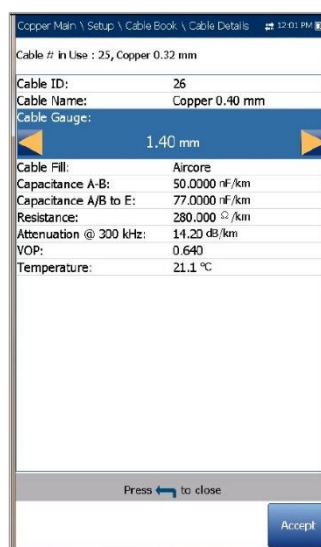 Copper Main \ Setup \ Cable Book \ Cable Details 12:01 PM
Cable # in Use : 25, Copper 0.32 mm
Cable ID: 26
Cable Name: Copper 0.40 mm
Cable Gauge:
1.40 mm
Cable Fill: Aircore
Capacitance A-B: 50.0000 nF/km
Capacitance A/B to E: 77.0000 nF/km
Resistance: 280.000 Ω/km
Attenuation @ 300 kHz: 14.20 dB/km
VOP: 0.640
Temperature: 21.1 °C
Press to close
Accept